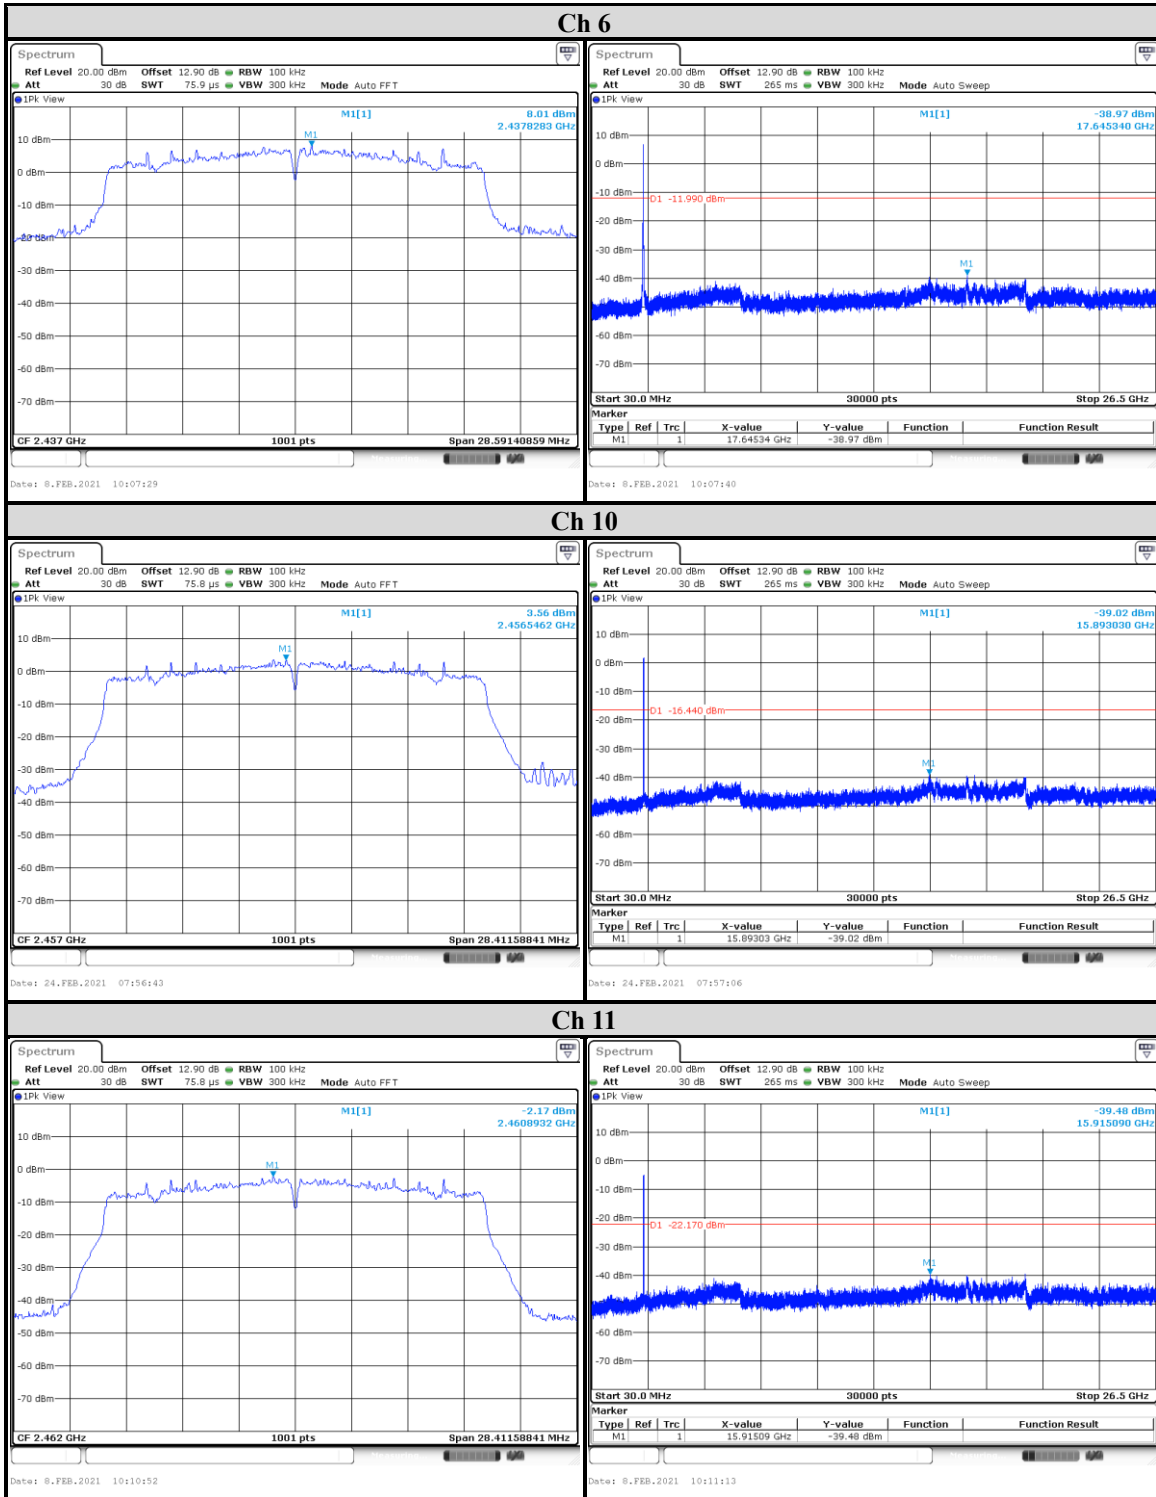 Ch 6
Spectrum
Ref Level 20.00 dBm Offset 12.90 dB RBW 100 kHz
Att 30 dB SWT 75.9 µs VBW 300 kHz Mode Auto FFT
1Pk View
M1[1] 8.01 dBm
2.4378283 GHz
M1
10 dBm
0 dBm
-10 dBm
-20 dBm
-30 dBm
-40 dBm
-50 dBm
-60 dBm
-70 dBm
CF 2.437 GHz 1001 pts Span 28.59140859 MHz
Date: 8.FEB.2021 10:07:29
Spectrum
Ref Level 20.00 dBm Offset 12.90 dB RBW 100 kHz
Att 30 dB SWT 265 ms VBW 300 kHz Mode Auto Sweep
1Pk View
M1[1] -38.97 dBm
17.645340 GHz
10 dBm
0 dBm
-10 dBm
D1 -11.990 dBm
-20 dBm
-30 dBm
M1
-40 dBm
-60 dBm
-70 dBm
Start 30.0 MHz 30000 pts Stop 26.5 GHz
Marker
Type Ref Trc X-value Y-value Function Function Result
M1 1 17.64534 GHz -38.97 dBm
Date: 8.FEB.2021 10:07:40
Ch 10
Spectrum
Ref Level 20.00 dBm Offset 12.90 dB RBW 100 kHz
Att 30 dB SWT 75.8 µs VBW 300 kHz Mode Auto FFT
1Pk View
M1[1] 3.56 dBm
2.4565462 GHz
10 dBm
M1
0 dBm
-10 dBm
-20 dBm
-30 dBm
-40 dBm
-50 dBm
-60 dBm
-70 dBm
CF 2.457 GHz 1001 pts Span 28.41158841 MHz
Date: 24.FEB.2021 07:56:43
Spectrum
Ref Level 20.00 dBm Offset 12.90 dB RBW 100 kHz
Att 30 dB SWT 265 ms VBW 300 kHz Mode Auto Sweep
1Pk View
M1[1] -39.02 dBm
15.893030 GHz
10 dBm
0 dBm
-10 dBm
D1 -16.440 dBm
-20 dBm
-30 dBm
M1
-40 dBm
-60 dBm
-70 dBm
Start 30.0 MHz 30000 pts Stop 26.5 GHz
Marker
Type Ref Trc X-value Y-value Function Function Result
M1 1 15.89303 GHz -39.02 dBm
Date: 24.FEB.2021 07:57:06
Ch 11
Spectrum
Ref Level 20.00 dBm Offset 12.90 dB RBW 100 kHz
Att 30 dB SWT 75.8 µs VBW 300 kHz Mode Auto FFT
1Pk View
M1[1] -2.17 dBm
2.4608932 GHz
10 dBm
M1
0 dBm
-10 dBm
-20 dBm
-30 dBm
-40 dBm
-50 dBm
-60 dBm
-70 dBm
CF 2.462 GHz 1001 pts Span 28.41158841 MHz
Date: 8.FEB.2021 10:10:52
Spectrum
Ref Level 20.00 dBm Offset 12.90 dB RBW 100 kHz
Att 30 dB SWT 265 ms VBW 300 kHz Mode Auto Sweep
1Pk View
M1[1] -39.48 dBm
15.915090 GHz
10 dBm
0 dBm
-10 dBm
-20 dBm
D1 -22.170 dBm
-30 dBm
M1
-40 dBm
-60 dBm
-70 dBm
Start 30.0 MHz 30000 pts Stop 26.5 GHz
Marker
Type Ref Trc X-value Y-value Function Function Result
M1 1 15.91509 GHz -39.48 dBm
Date: 8.FEB.2021 10:11:13